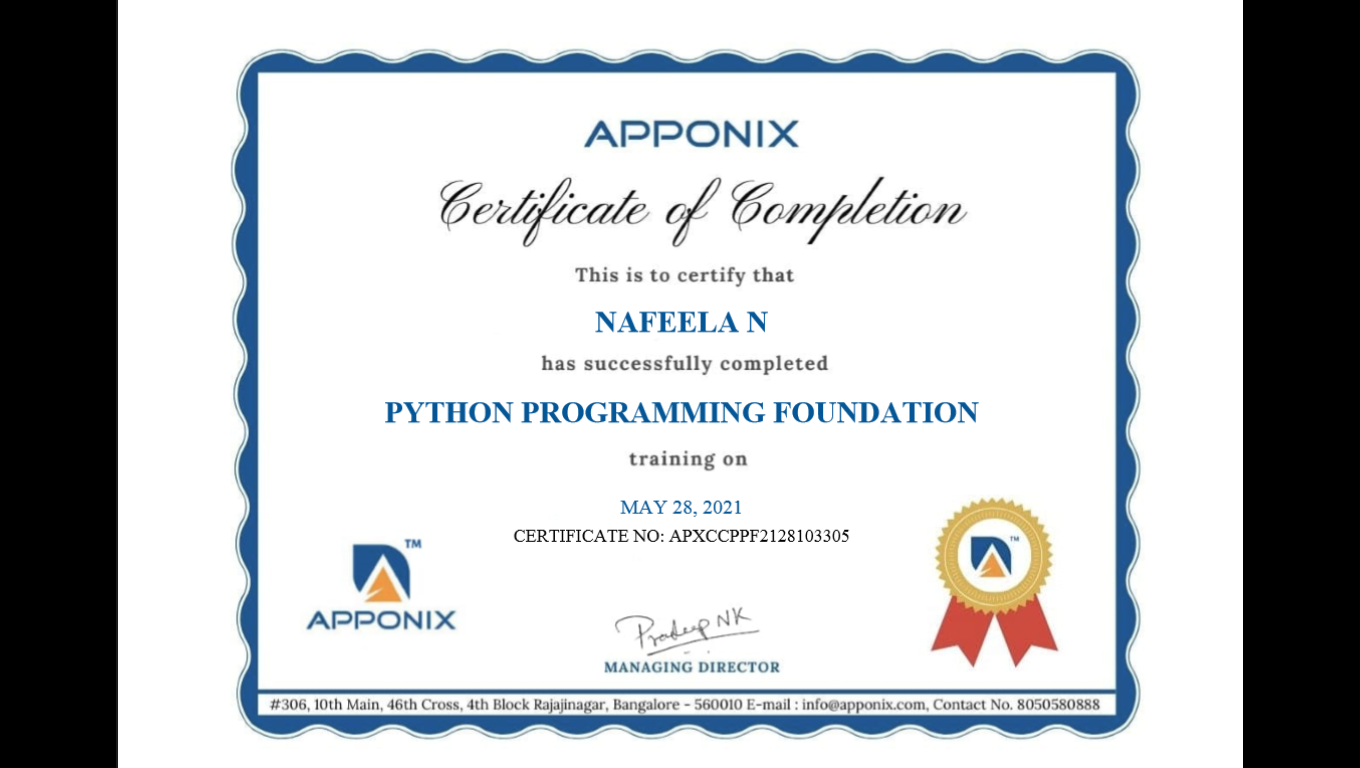 APPONIX
Certificate of Completion
This is to certify that
NAFEELA N
has successfully completed
PYTHON PROGRAMMING FOUNDATION
training on
MAY 28, 2021
CERTIFICATE NO: APXCCPPF2128103305
TM
APPONIX
TM
Pradeep NK
MANAGING DIRECTOR
#306, 10th Main, 46th Cross, 4th Block Rajajinagar, Bangalore - 560010 E-mail : info@apponix.com, Contact No. 8050580888